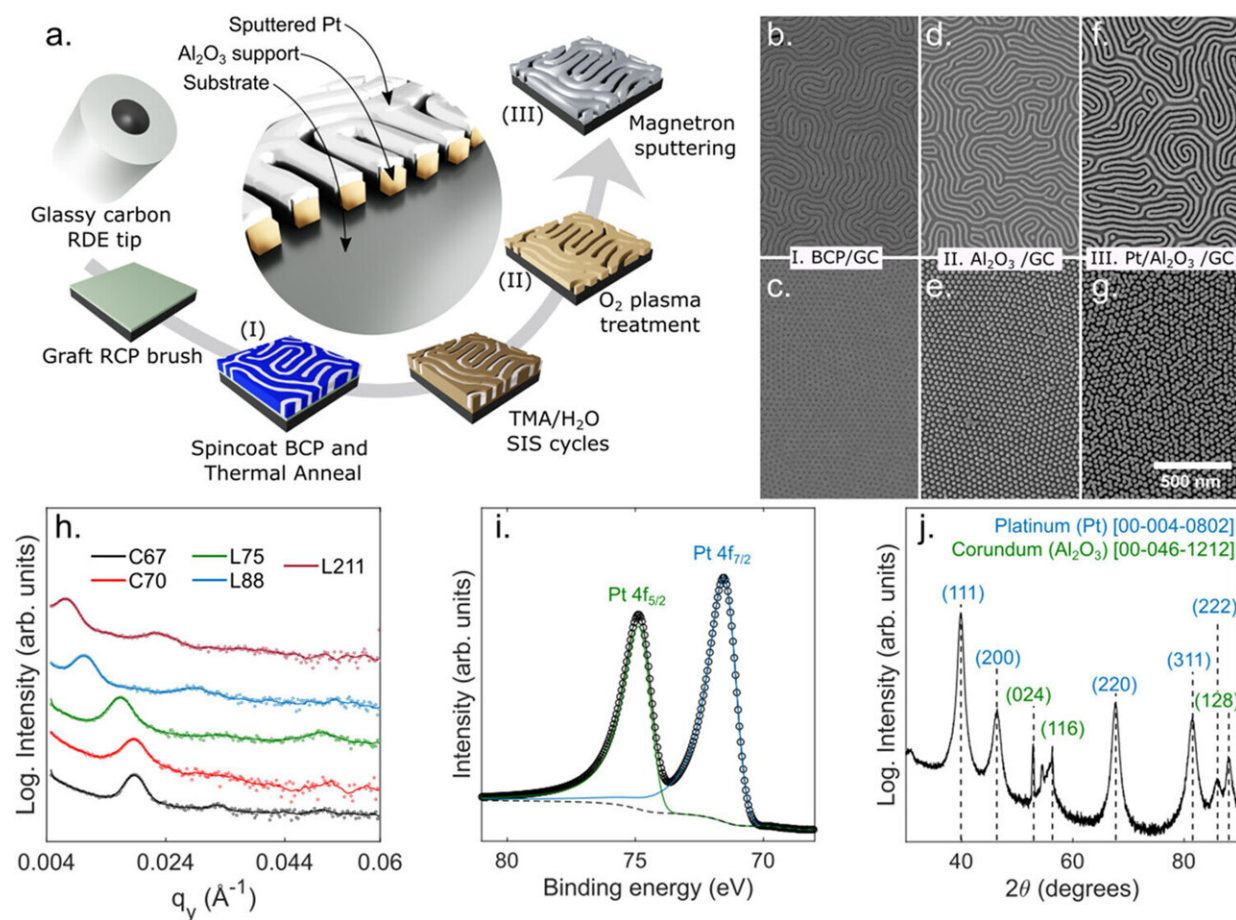 a.
Sputtered Pt
Al₂O₃ support
Substrate
Glassy carbon
RDE tip
Graft RCP brush
(I)
Spincoat BCP and
Thermal Anneal
TMA/H₂O
SIS cycles
(II)
O₂ plasma
treatment
(III)
Magnetron
sputtering
b.
d.
f.
I. BCP/GC
II. Al₂O₃ /GC
III. Pt/Al₂O₃ /GC
c.
e.
g.
500 nm
h.
C67
L75
L211
C70
L88
Log. Intensity (arb. units)
0.004
0.024
0.044
0.06
qᵧ (Å⁻¹)
i.
Pt 4f₇/₂
Pt 4f₅/₂
Intensity (arb. units)
80
75
70
Binding energy (eV)
j.
Platinum (Pt) [00-004-0802]
Corundum (Al₂O₃) [00-046-1212]
(111)
(222)
(200)
(024)
(116)
(220)
(311)
(128)
Log. Intensity (arb. units)
40
60
80
2θ (degrees)